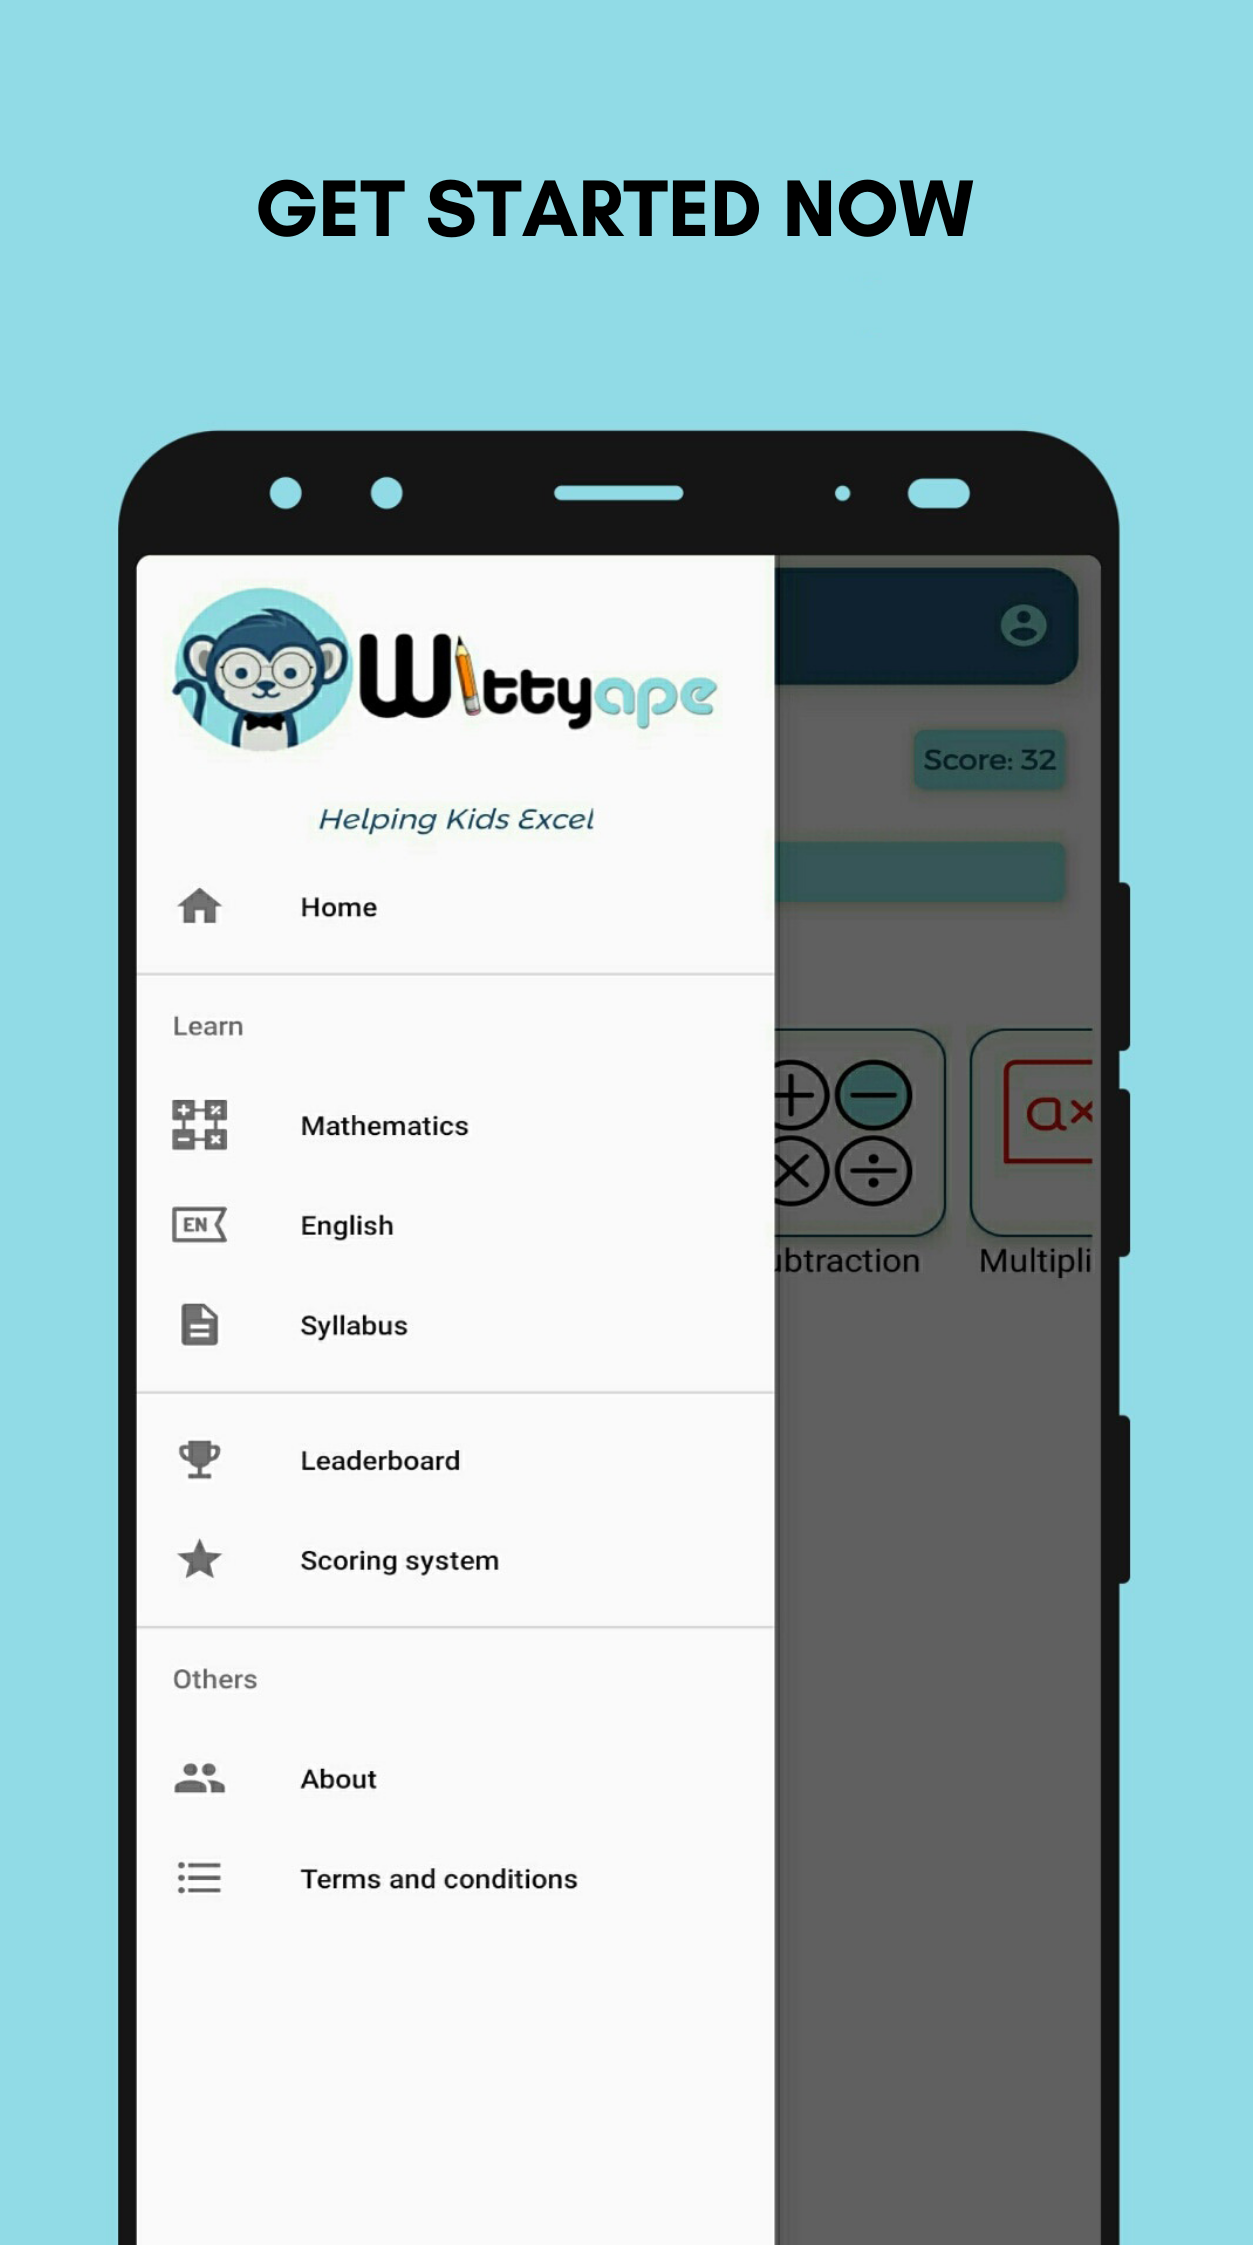 GET STARTED NOW
Wittyape
Helping Kids Excel
Score: 32
Home
Learn
Mathematics
EN
English
Syllabus
ax
ubtraction
Multipli
Leaderboard
Scoring system
Others
About
Terms and conditions